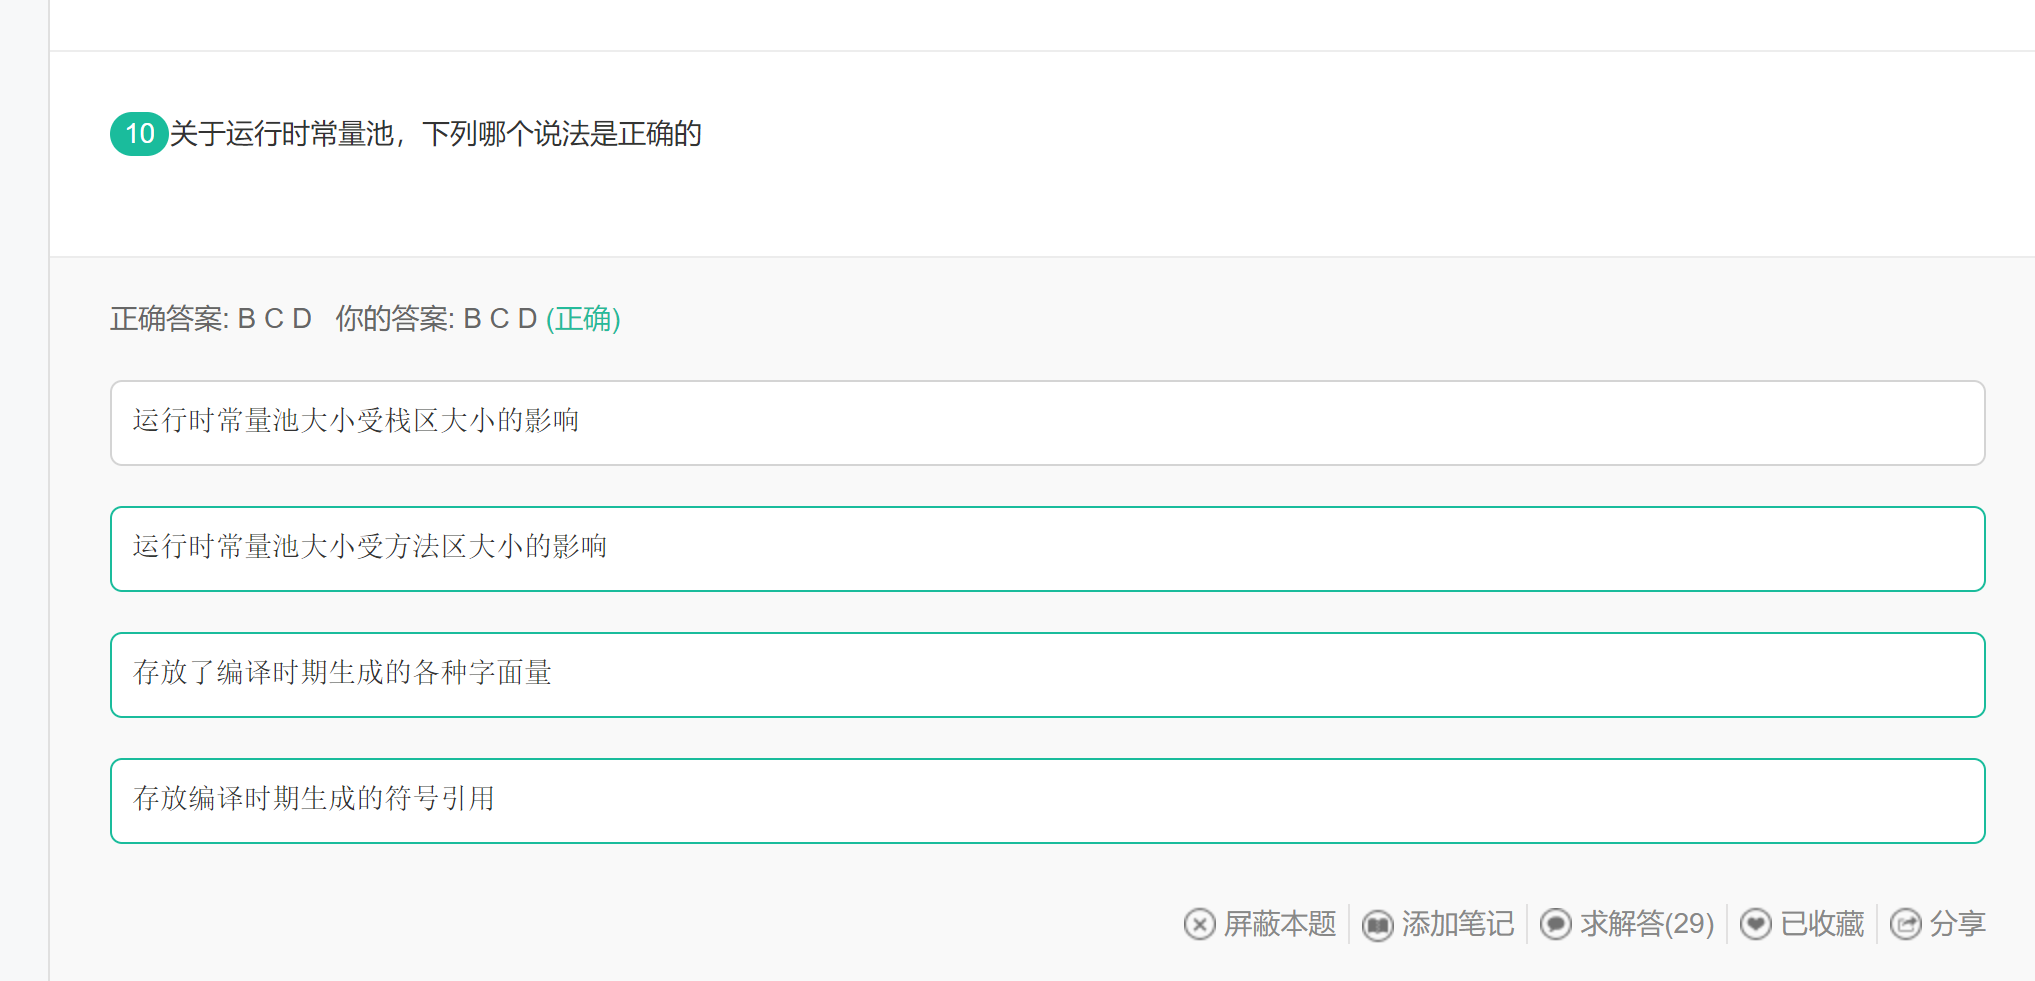 10关于运行时常量池，下列哪个说法是正确的
正确答案: B C D 你的答案: B C D (正确)
运行时常量池大小受栈区大小的影响
运行时常量池大小受方法区大小的影响
存放了编译时期生成的各种字面量
存放编译时期生成的符号引用
屏蔽本题 添加笔记 求解答(29) 已收藏 分享